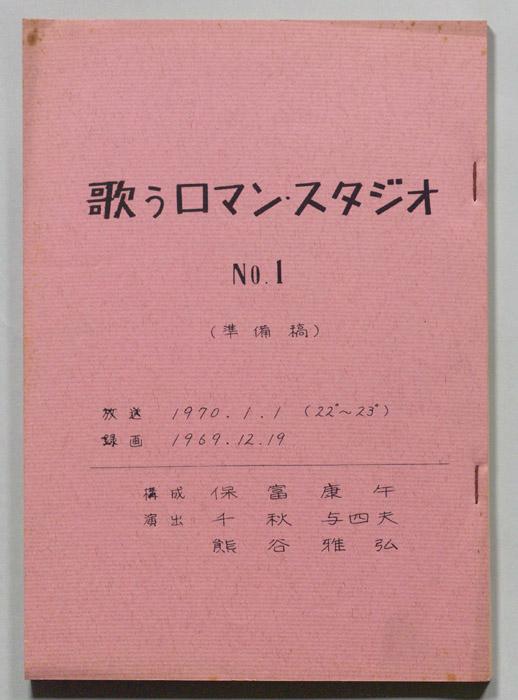 歌うロマン・スタジオ
No.1
(準備稿)
放送 1970.1.1 (22°~23°)
録画 1969.12.19
構成 保富康午
演出 千秋与四夫
熊谷雅弘